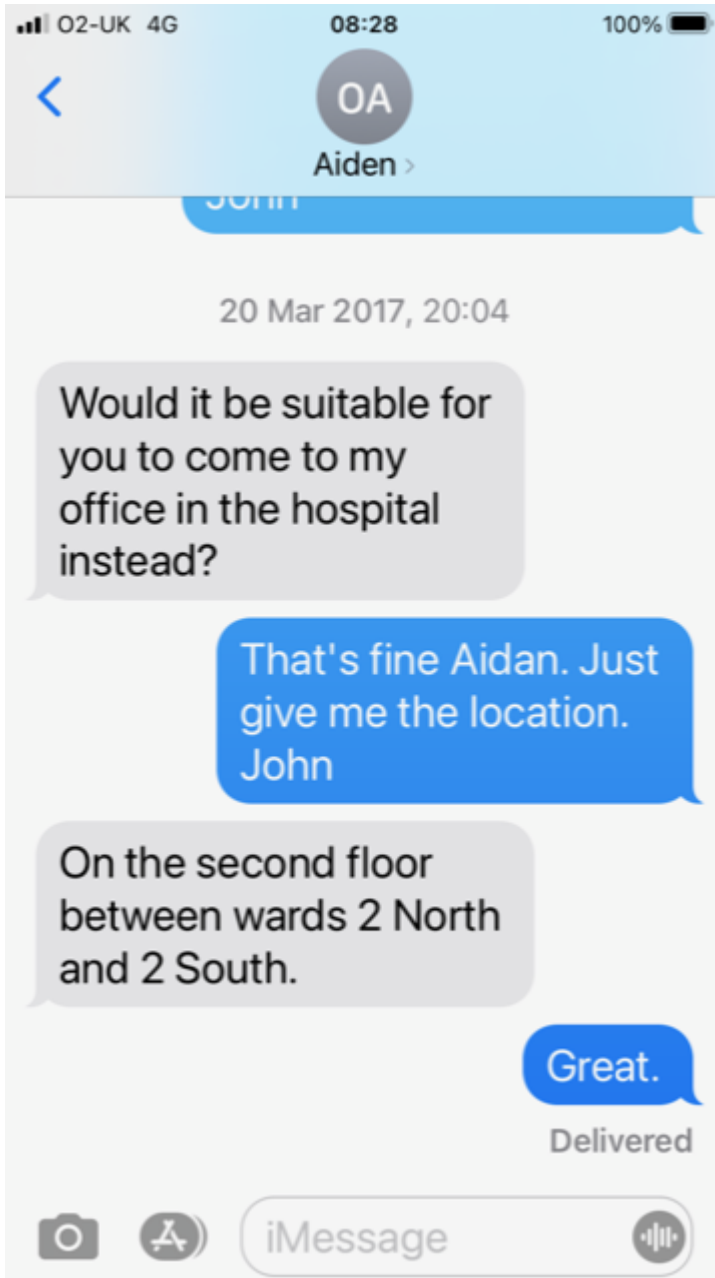 O2-UK 4G 08:28 100%
OA
Aiden
John
20 Mar 2017, 20:04
Would it be suitable for
you to come to my
office in the hospital
instead?
That's fine Aidan. Just
give me the location.
John
On the second floor
between wards 2 North
and 2 South.
Great.
Delivered
iMessage